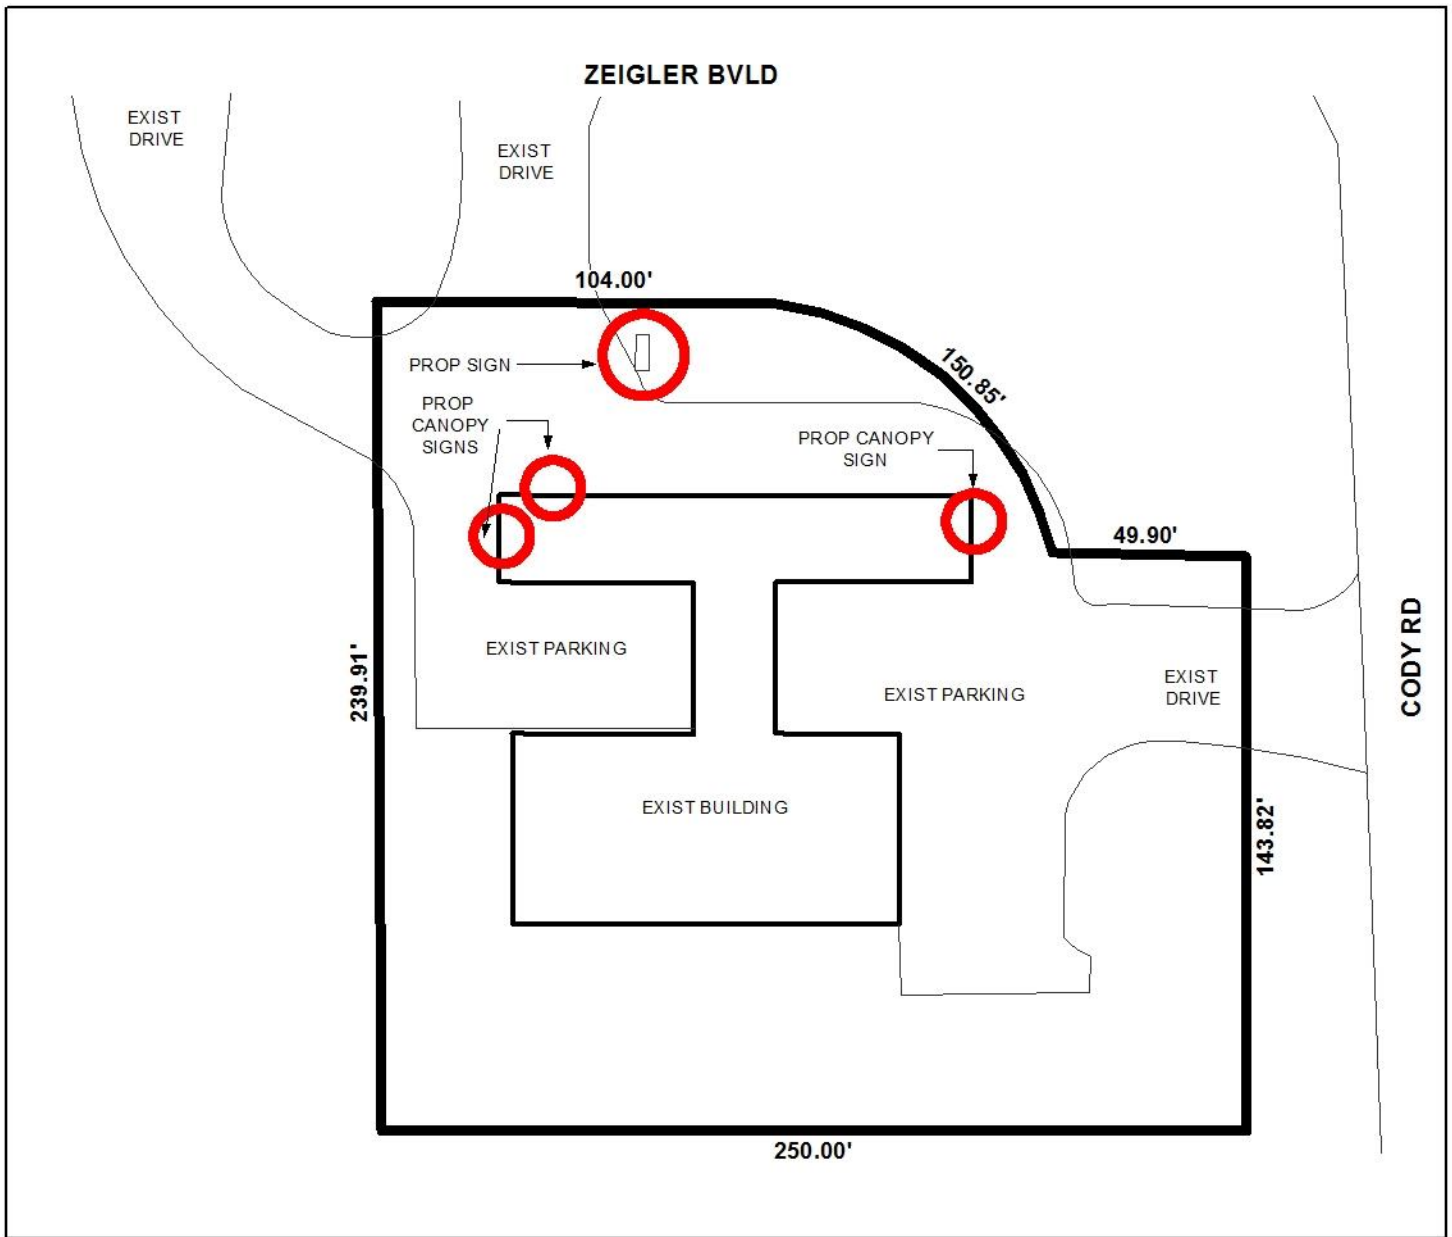 ZEIGLER BVLD
EXIST
DRIVE
EXIST
DRIVE
104.00'
PROP SIGN
150.85'
PROP
CANOPY
SIGNS
PROP CANOPY
SIGN
49.90'
CODY RD
239.91'
EXIST PARKING
EXIST PARKING
EXIST
DRIVE
EXIST BUILDING
143.82'
250.00'